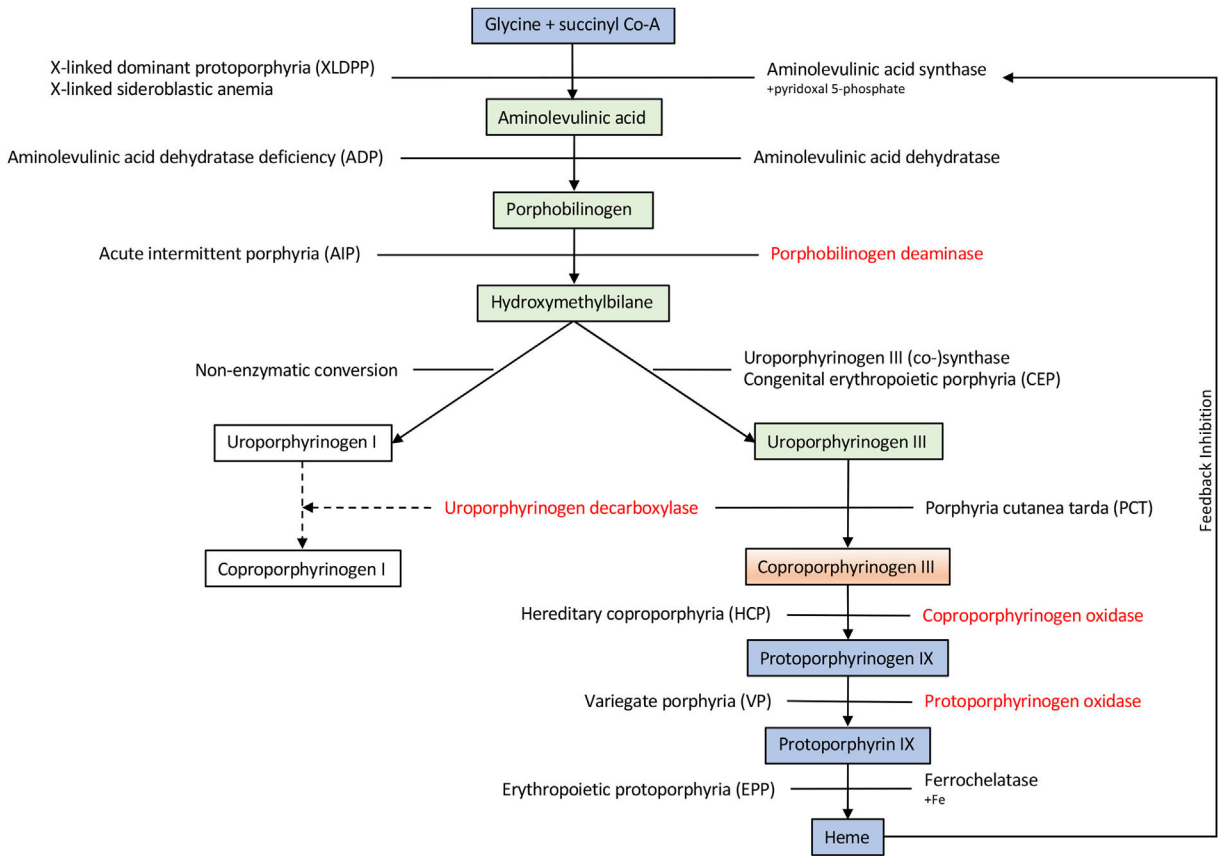 Glycine + succinyl Co-A
X-linked dominant protoporphyria (XLDPP)
X-linked sideroblastic anemia
Aminolevulinic acid synthase
+pyridoxal 5-phosphate
Aminolevulinic acid
Aminolevulinic acid dehydratase deficiency (ADP)
Aminolevulinic acid dehydratase
Porphobilinogen
Acute intermittent porphyria (AIP)
Porphobilinogen deaminase
Hydroxymethylbilane
Non-enzymatic conversion
Uroporphyrinogen III (co-)synthase
Congenital erythropoietic porphyria (CEP)
Uroporphyrinogen I
Uroporphyrinogen III
Feedback Inhibition
Uroporphyrinogen decarboxylase
Porphyria cutanea tarda (PCT)
Coproporphyrinogen I
Coproporphyrinogen III
Hereditary coproporphyria (HCP)
Coproporphyrinogen oxidase
Protoporphyrinogen IX
Variegate porphyria (VP)
Protoporphyrinogen oxidase
Protoporphyrin IX
Erythropoietic protoporphyria (EPP)
Ferrochelatase
+Fe
Heme